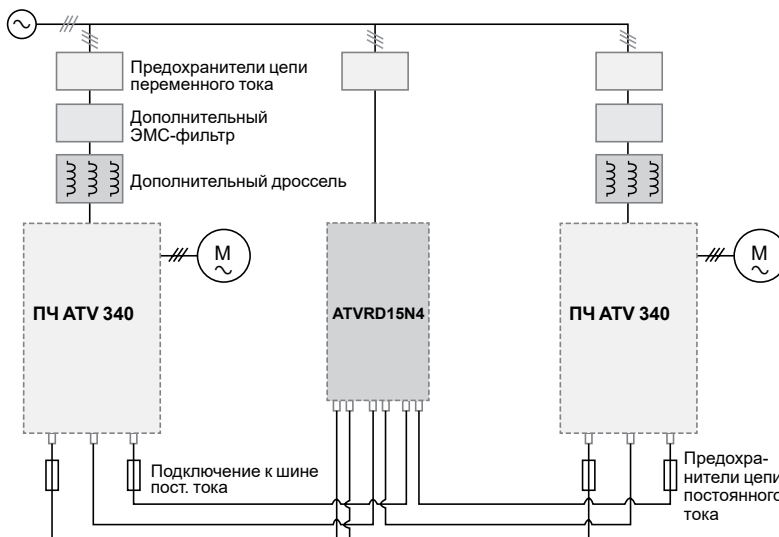 Предохранители цепи
переменного тока
Дополнительный
ЭМС-фильтр
Дополнительный дроссель
M
M
ПЧ ATV 340
ATVRD15N4
ПЧ ATV 340
Подключение к шине
пост. тока
Предохра-
нители цепи
постоянного
тока